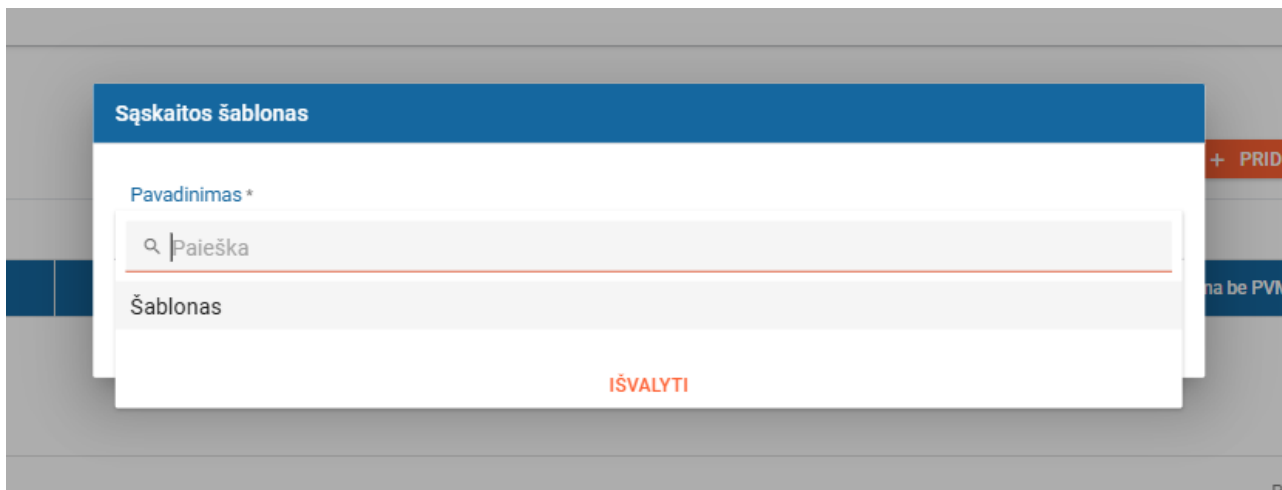 Sąskaitos šablonas
+ PRID
Pavadinimas *
Paieška
na be PVM
Šablonas
IŠVALYTI